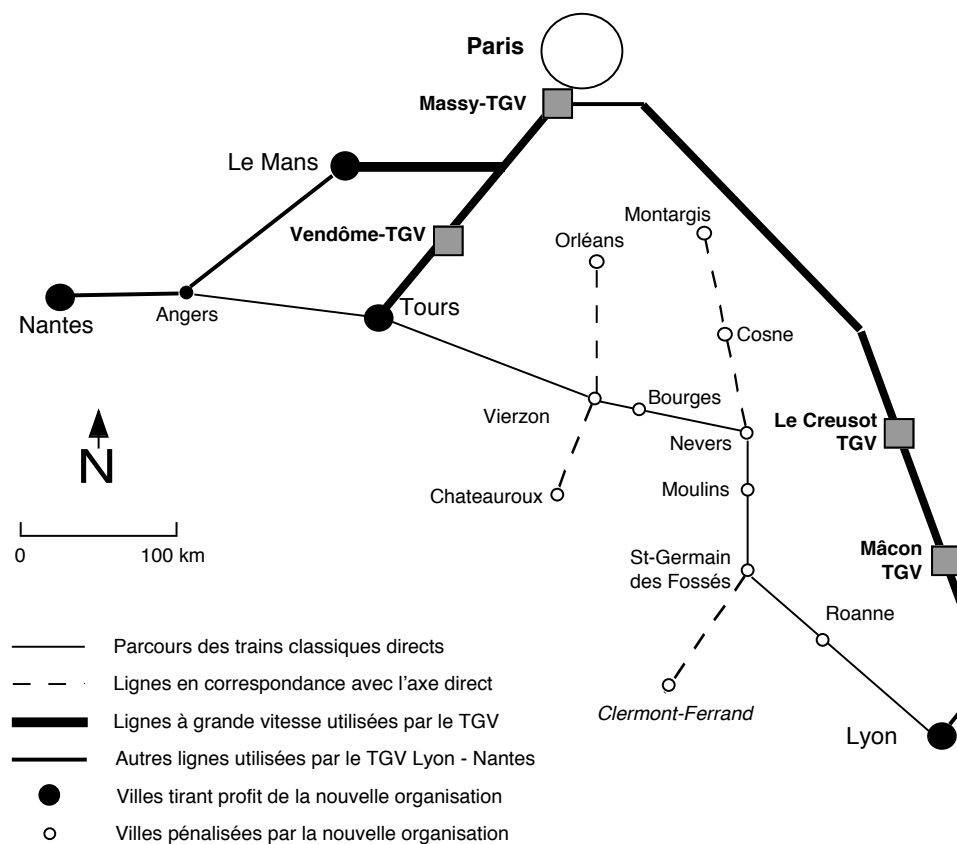 Paris
Massy-TGV
Le Mans
Montargis
Vendôme-TGV
Orléans
Nantes
Angers
Tours
Cosne
Vierzon
Bourges
Le Creusot
TGV
Nevers
N
Chateauroux
Moulins
0 100 km
St-Germain
des Fossés
Mâcon
TGV
Roanne
Clermont-Ferrand
Lyon
Parcours des trains classiques directs
Lignes en correspondance avec l'axe direct
Lignes à grande vitesse utilisées par le TGV
Autres lignes utilisées par le TGV Lyon - Nantes
Villes tirant profit de la nouvelle organisation
Villes pénalisées par la nouvelle organisation